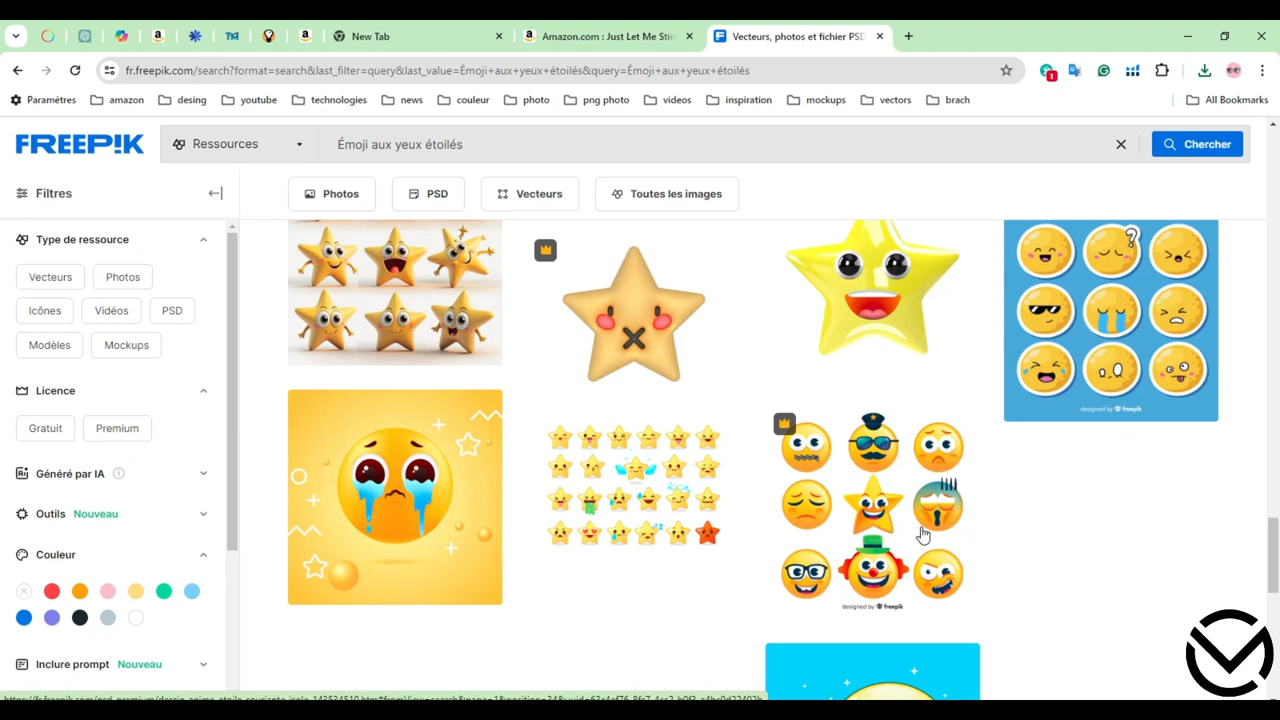 New Tab
Amazon.com : Just Let Me Stin
Vecteurs, photos et fichier PSD
fr.freepik.com/search?format=search&last_filter=query&last_value=Émoji+aux+yeux+étoilés&query=Émoji+aux+yeux+étoilés
Paramètres
amazon
desing
youtube
technologies
news
couleur
photo
png photo
videos
inspiration
mockups
vectors
brach
All Bookmarks
FREEP!K
Ressources
Émoji aux yeux étoilés
Chercher
Filtres
Photos
PSD
Vecteurs
Toutes les images
Type de ressource
Vecteurs
Photos
Icônes
Vidéos
PSD
Modèles
Mockups
Licence
Gratuit
Premium
Généré par IA
Outils Nouveau
Couleur
Inclure prompt Nouveau
designed by freepik
designed by freepik